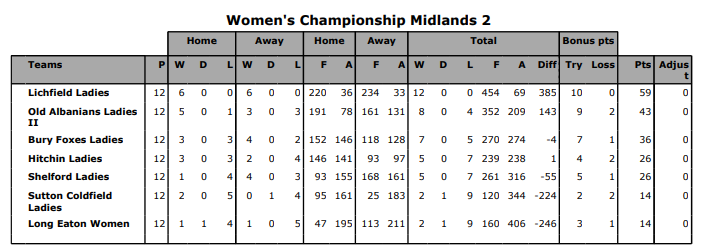 Women's Championship Midlands 2
Home Away Home Away Total Bonus pts
Teams P W D L W D L F A F A W D L F A Diff Try Loss Pts Adjus
t
Lichfield Ladies 12 6 0 0 6 0 0 220 36 234 33 12 0 0 454 69 385 10 0 59 0
Old Albanians Ladies 12 5 0 1 3 0 3 191 78 161 131 8 0 4 352 209 143 9 2 43 0
II
Bury Foxes Ladies 12 3 0 3 4 0 2 152 146 118 128 7 0 5 270 274 -4 7 1 36 0
Hitchin Ladies 12 3 0 3 2 0 4 146 141 93 97 5 0 7 239 238 1 4 2 26 0
Shelford Ladies 12 1 0 4 4 0 3 93 155 168 161 5 0 7 261 316 -55 5 1 26 0
Sutton Coldfield 12 2 0 5 0 1 4 95 161 25 183 2 1 9 120 344 -224 2 2 14 0
Ladies
Long Eaton Women 12 1 1 4 1 0 5 47 195 113 211 2 1 9 160 406 -246 3 1 14 0